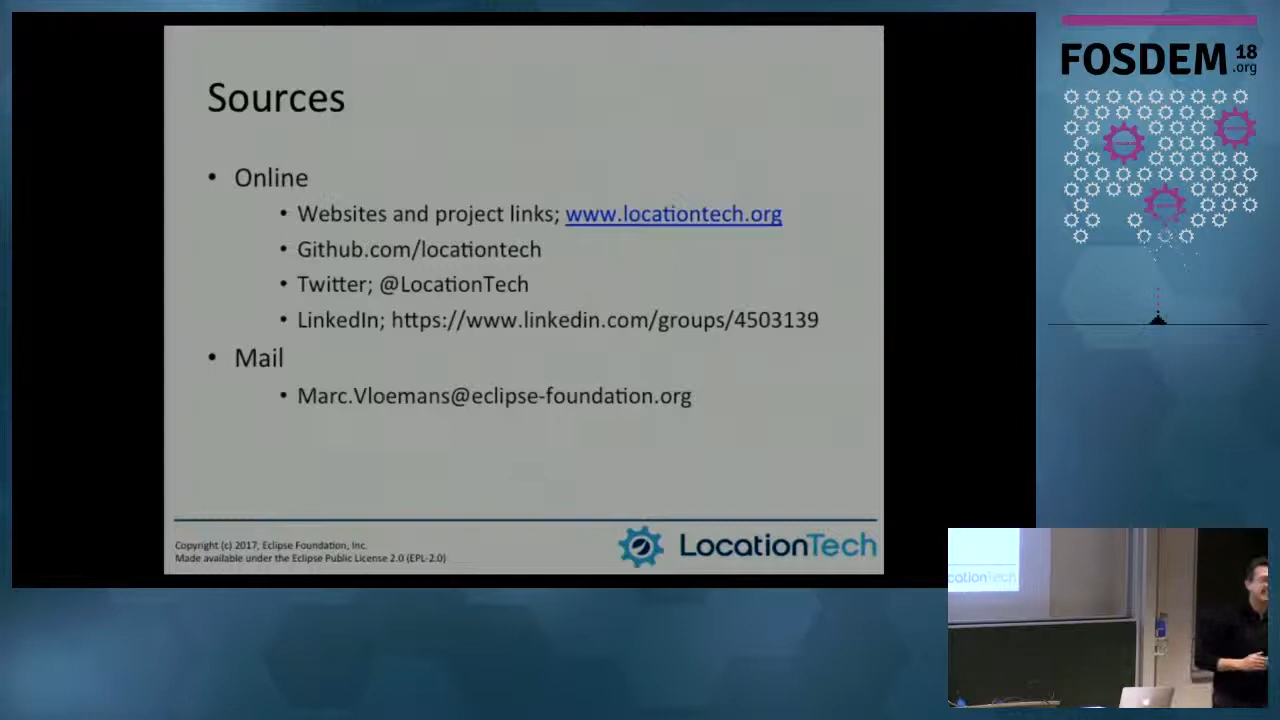 Sources
• Online
• Websites and project links; www.locationtech.org
• Github.com/locationtech
• Twitter; @LocationTech
• LinkedIn; https://www.linkedin.com/groups/4503139
• Mail
• Marc.Vloemans@eclipse-foundation.org
Copyright (c) 2017, Eclipse Foundation, Inc.
Made available under the Eclipse Public License 2.0 (EPL-2.0)
LocationTech
FOSDEM 18
.org
cationTech